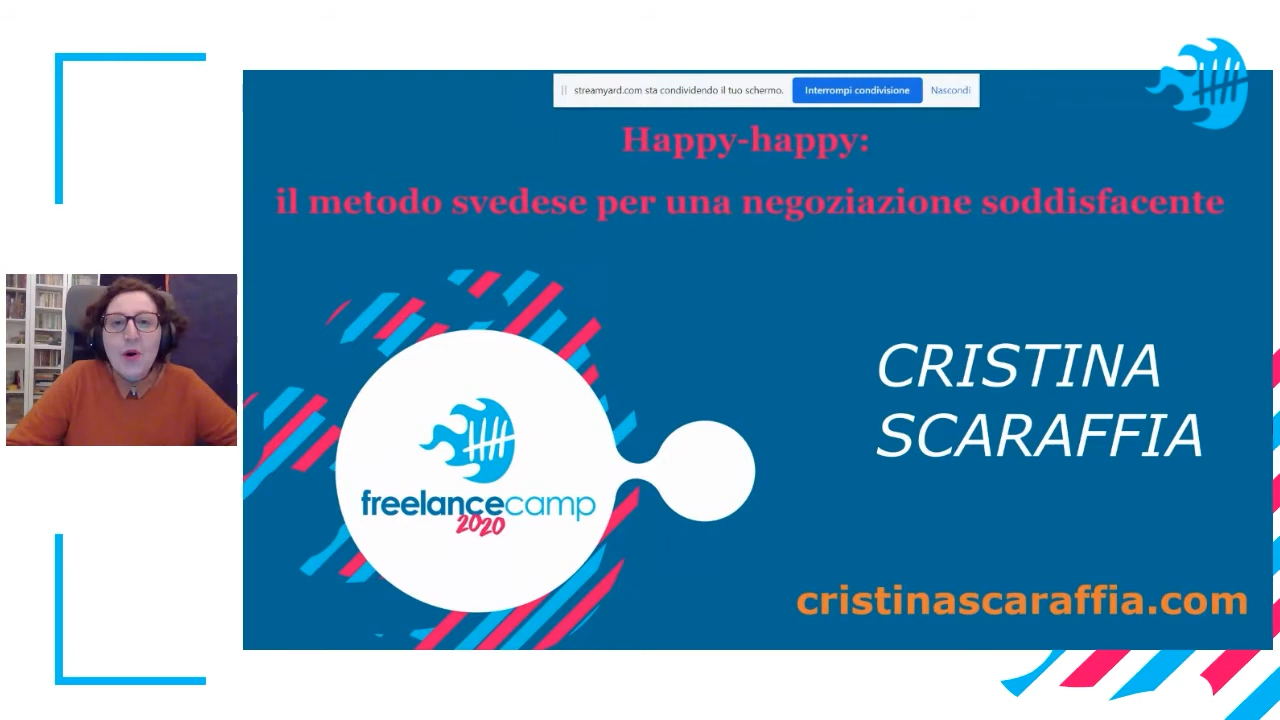 streamyard.com sta condividendo il tuo schermo. Interrompi condivisione Nascondi
Happy-happy:
il metodo svedese per una negoziazione soddisfacente
CRISTINA
SCARAFFIA
freelancecamp
2020
cristinascaraffia.com